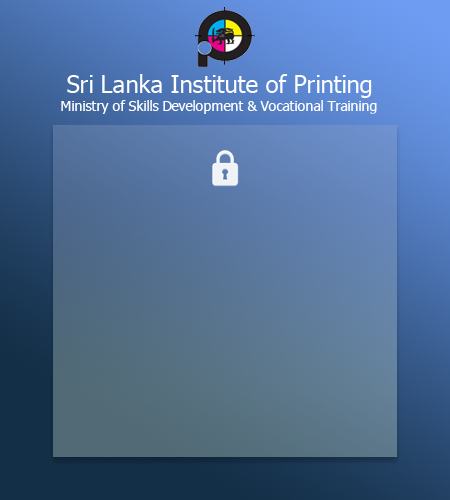 Sri Lanka Institute of Printing
Ministry of Skills Development & Vocational Training